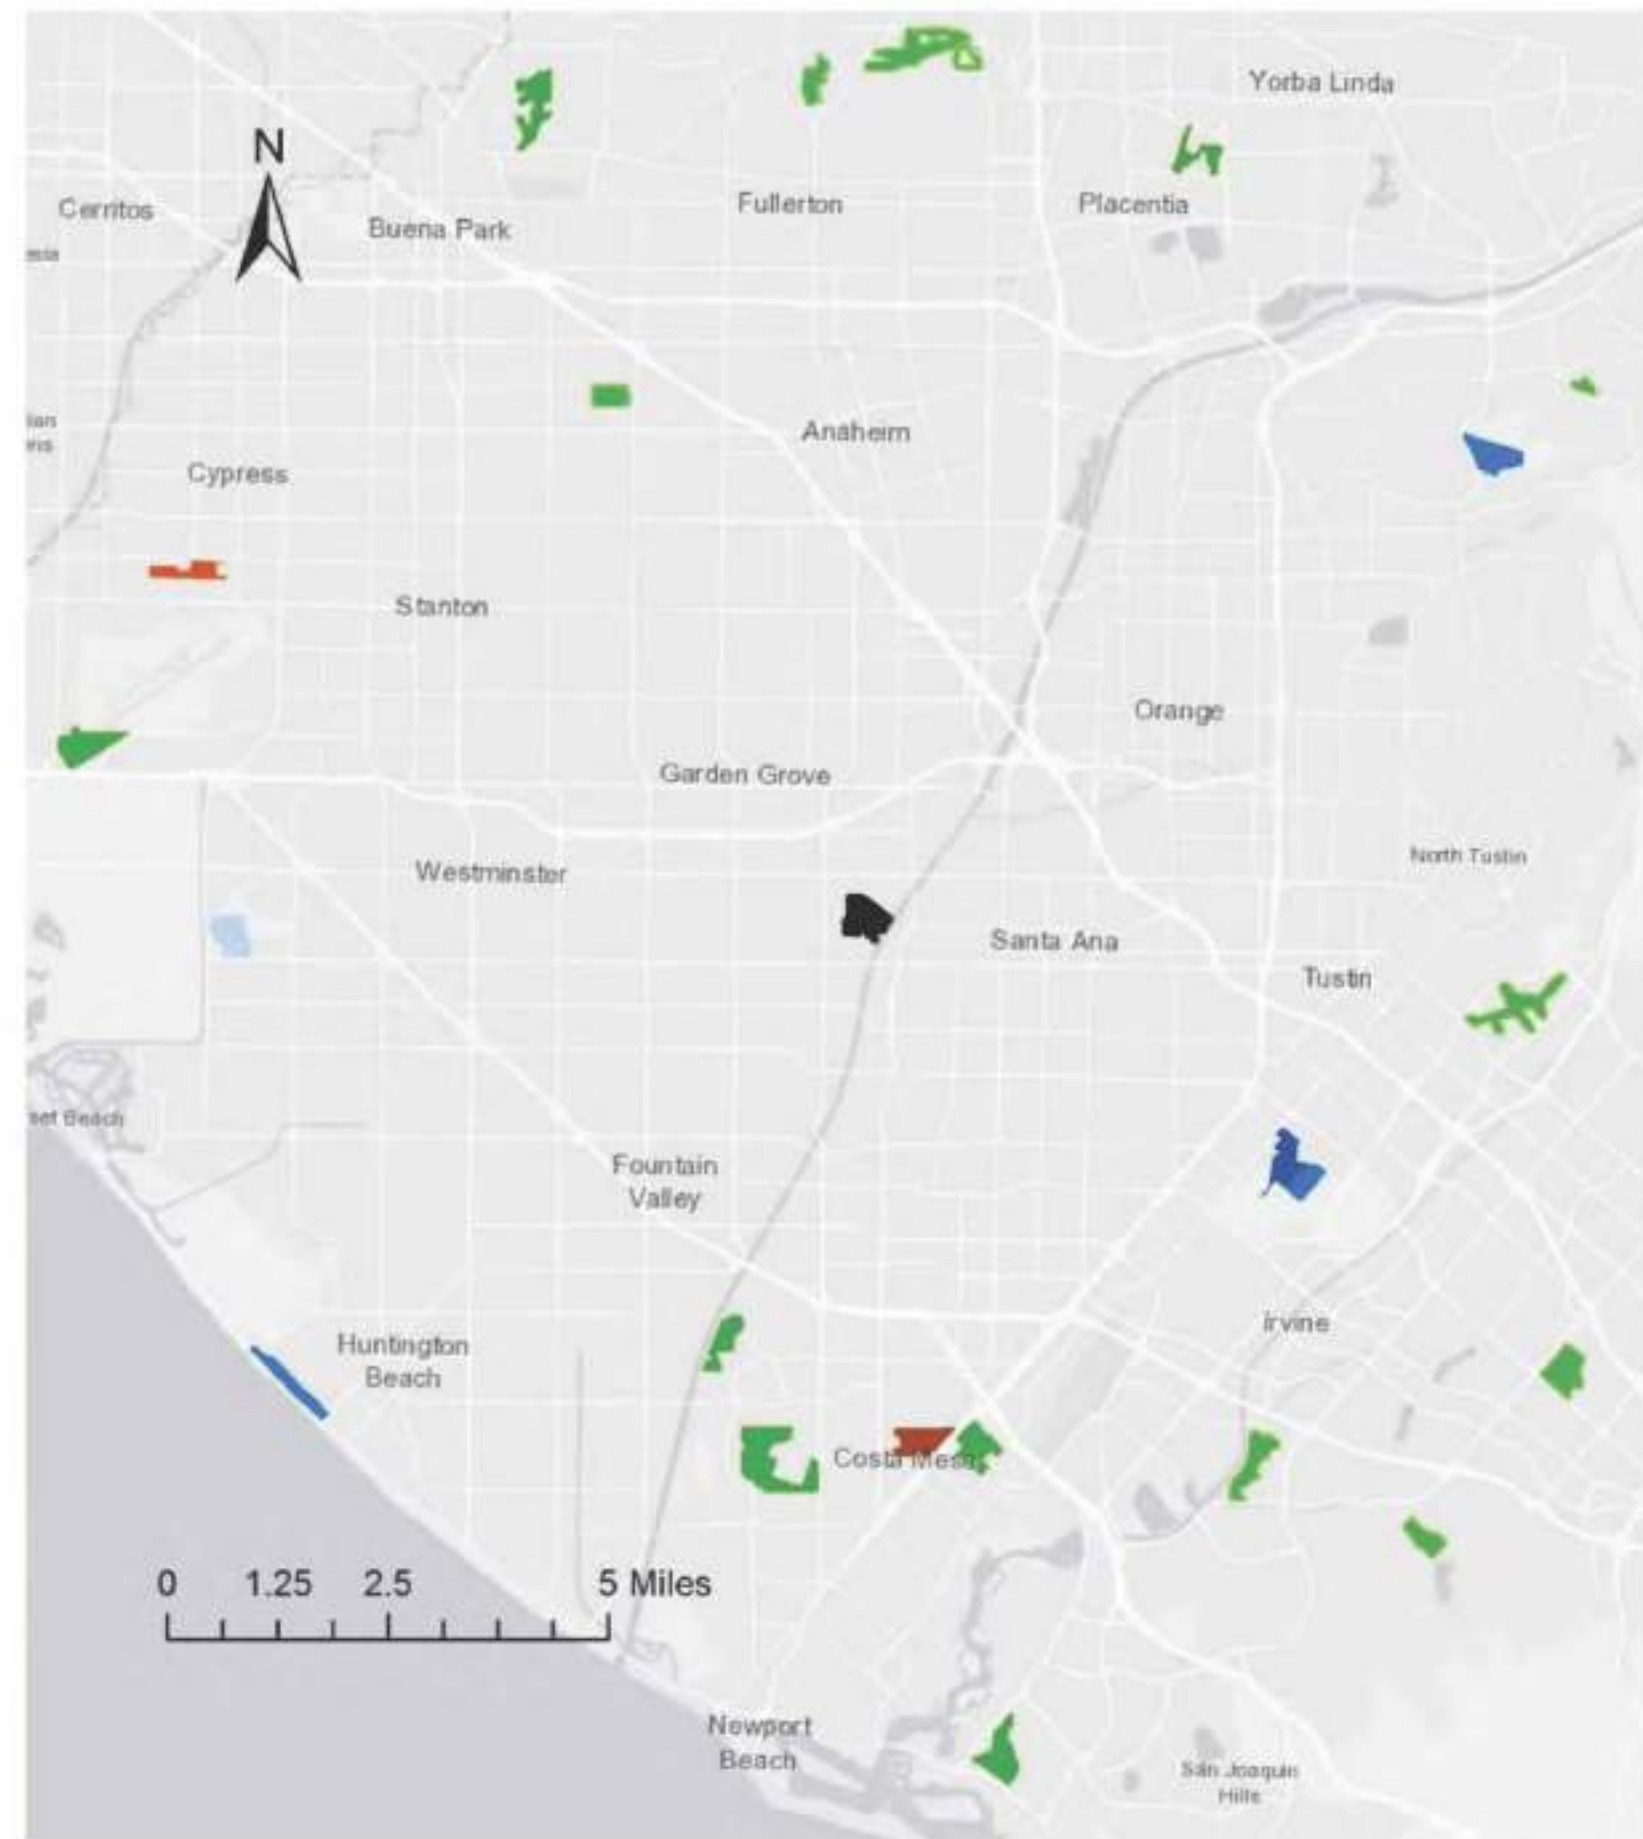 Yorba Linda
N
Cerritos
Fullerton
Placentia
Buena Park
Anaheim
Cypress
Stanton
Orange
Garden Grove
North Tustin
Westminster
Santa Ana
Tustin
set Beach
Fountain
Valley
Irvine
Huntington
Beach
Costa Mesa
0 1.25 2.5 5 Miles
Newport
Beach
San Joaquin
Hills